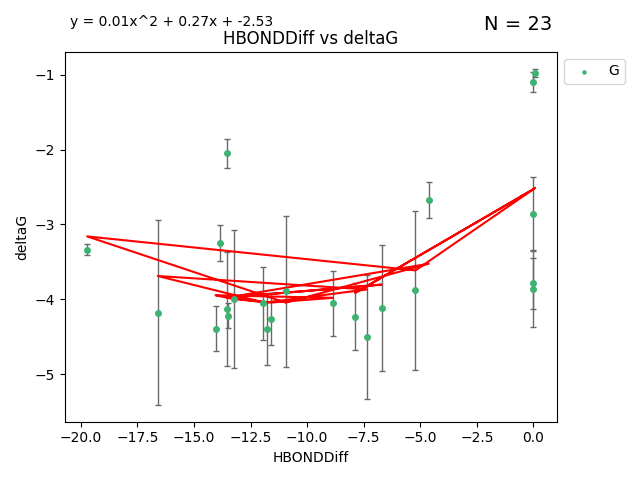 y = 0.01x^2 + 0.27x + -2.53
N = 23
HBONDDiff vs deltaG
G
deltaG
−1
−2
−3
−4
−5
−20.0 −17.5 −15.0 −12.5 −10.0 −7.5 −5.0 −2.5 0.0
HBONDDiff